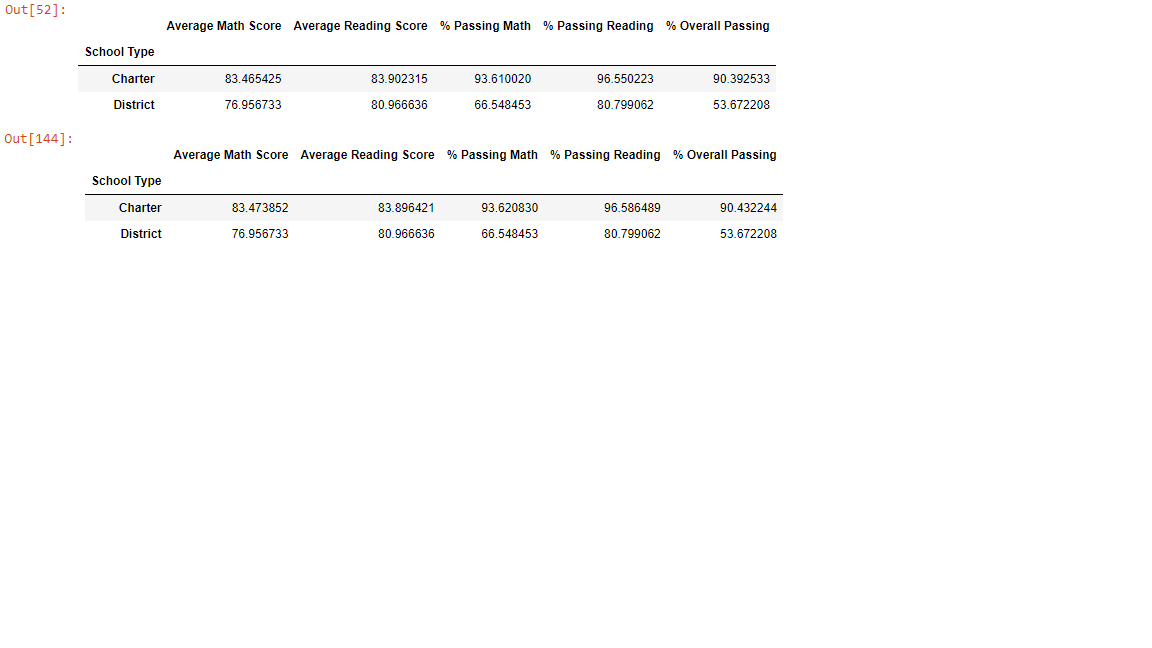 Out[52]:
Average Math Score Average Reading Score % Passing Math % Passing Reading % Overall Passing
School Type
Charter 83.465425 83.902315 93.610020 96.550223 90.392533
District 76.956733 80.966636 66.548453 80.799062 53.672208
Out[144]:
Average Math Score Average Reading Score % Passing Math % Passing Reading % Overall Passing
School Type
Charter 83.473852 83.896421 93.620830 96.586489 90.432244
District 76.956733 80.966636 66.548453 80.799062 53.672208